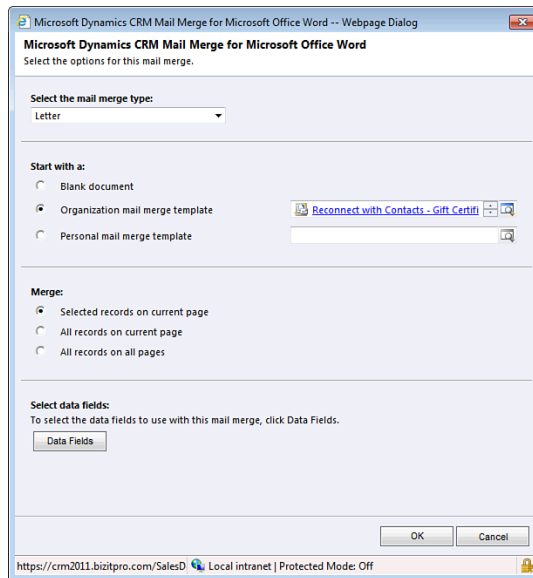 Microsoft Dynamics CRM Mail Merge for Microsoft Office Word -- Webpage Dialog
Microsoft Dynamics CRM Mail Merge for Microsoft Office Word
Select the options for this mail merge.
Select the mail merge type:
Letter
Start with a:
Blank document
Organization mail merge template Reconnect with Contacts - Gift Certifi
Personal mail merge template
Merge:
Selected records on current page
All records on current page
All records on all pages
Select data fields:
To select the data fields to use with this mail merge, click Data Fields.
Data Fields
OK Cancel
https://crm2011.bizitpro.com/SalesD Local intranet | Protected Mode: Off